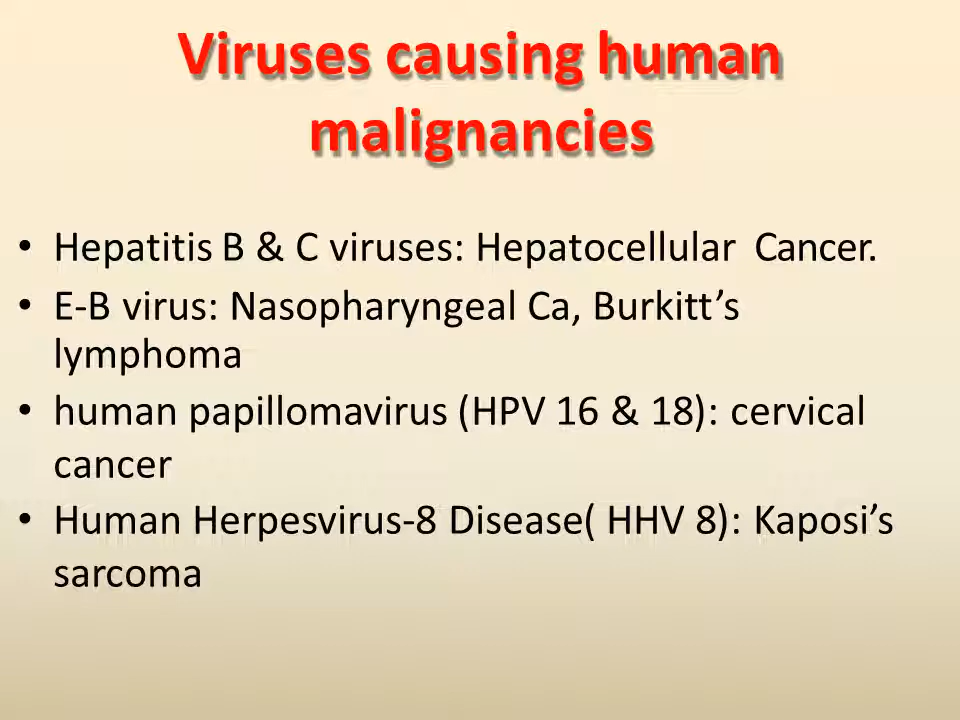 Viruses causing human
malignancies
• Hepatitis B & C viruses: Hepatocellular Cancer.
• E-B virus: Nasopharyngeal Ca, Burkitt’s
lymphoma
• human papillomavirus (HPV 16 & 18): cervical
cancer
• Human Herpesvirus-8 Disease( HHV 8): Kaposi’s
sarcoma